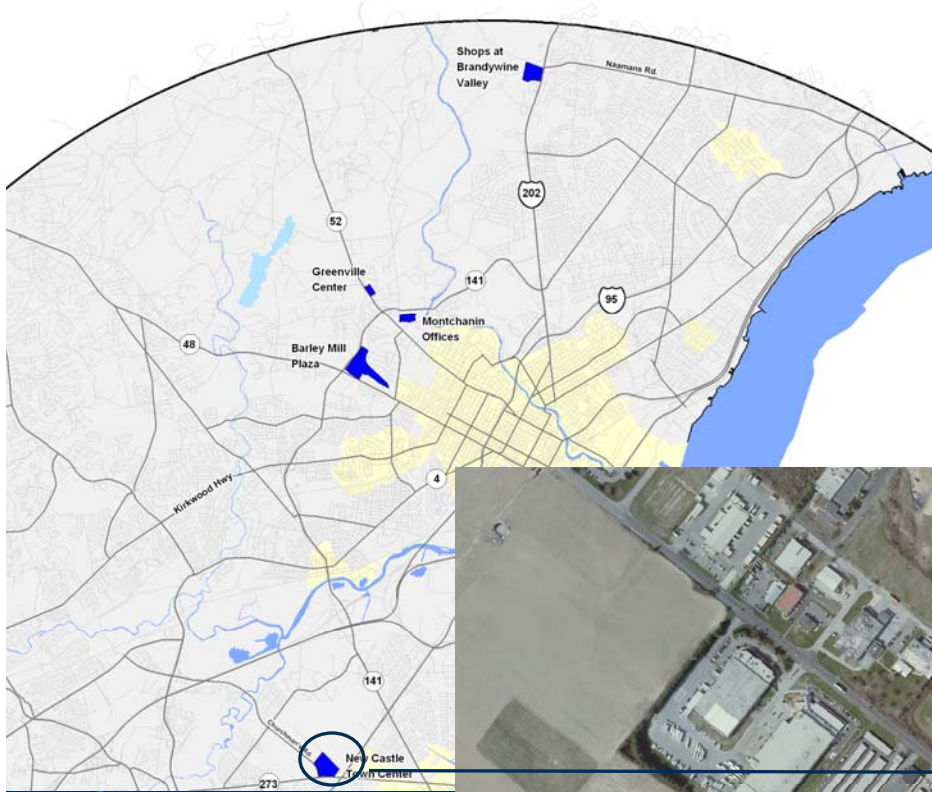 Shops at
Brandywine
Valley
Naamans Rd.
202
52
Greenville
Center
141
95
Montchanin
Offices
48
Barley Mill
Plaza
4
Kirkwood Hwy
141
New Castle
Town Center
273